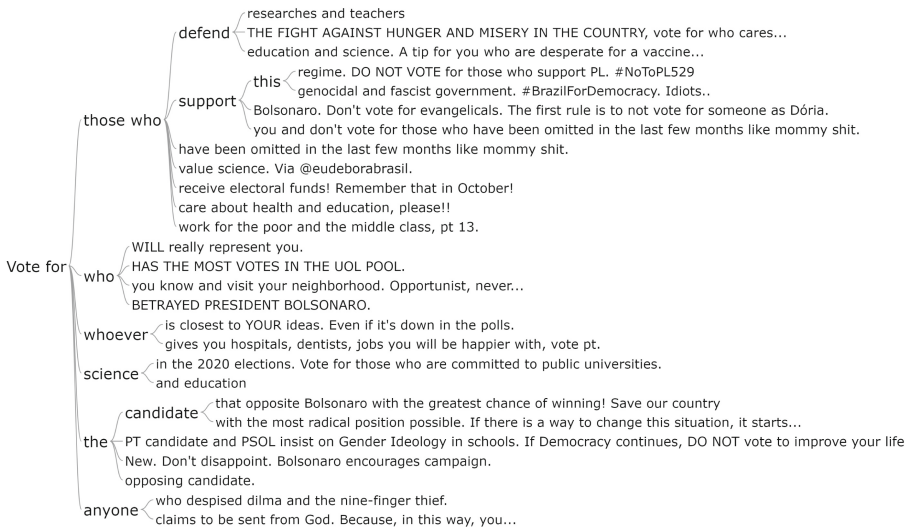 researches and teachers
defend
THE FIGHT AGAINST HUNGER AND MISERY IN THE COUNTRY, vote for who cares...
education and science. A tip for you who are desperate for a vaccine...
regime. DO NOT VOTE for those who support PL. #NoToPL529
this
genocidal and fascist government. #BrazilForDemocracy. Idiots..
support
Bolsonaro. Don't vote for evangelicals. The first rule is to not vote for someone as Dória.
those who
you and don't vote for those who have been omitted in the last few months like mommy shit.
have been omitted in the last few months like mommy shit.
value science. Via @eudeborabrasil.
receive electoral funds! Remember that in October!
care about health and education, please!!
work for the poor and the middle class, pt 13.
WILL really represent you.
Vote for
who
HAS THE MOST VOTES IN THE UOL POOL.
you know and visit your neighborhood. Opportunist, never...
BETRAYED PRESIDENT BOLSONARO.
whoever
is closest to YOUR ideas. Even if it's down in the polls.
gives you hospitals, dentists, jobs you will be happier with, vote pt.
science
in the 2020 elections. Vote for those who are committed to public universities.
and education
candidate
that opposite Bolsonaro with the greatest chance of winning! Save our country
with the most radical position possible. If there is a way to change this situation, it starts...
the
PT candidate and PSOL insist on Gender Ideology in schools. If Democracy continues, DO NOT vote to improve your life
New. Don't disappoint. Bolsonaro encourages campaign.
opposing candidate.
anyone
who despised dilma and the nine-finger thief.
claims to be sent from God. Because, in this way, you...